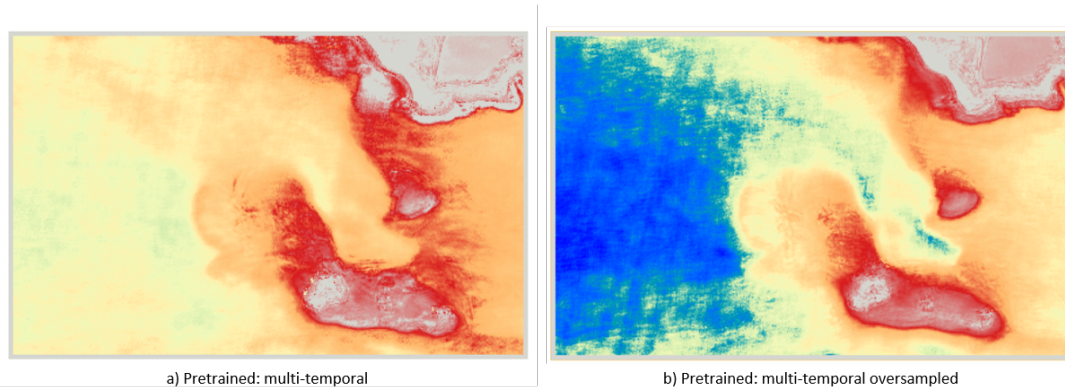 a) Pretrained: multi-temporal
b) Pretrained: multi-temporal oversampled